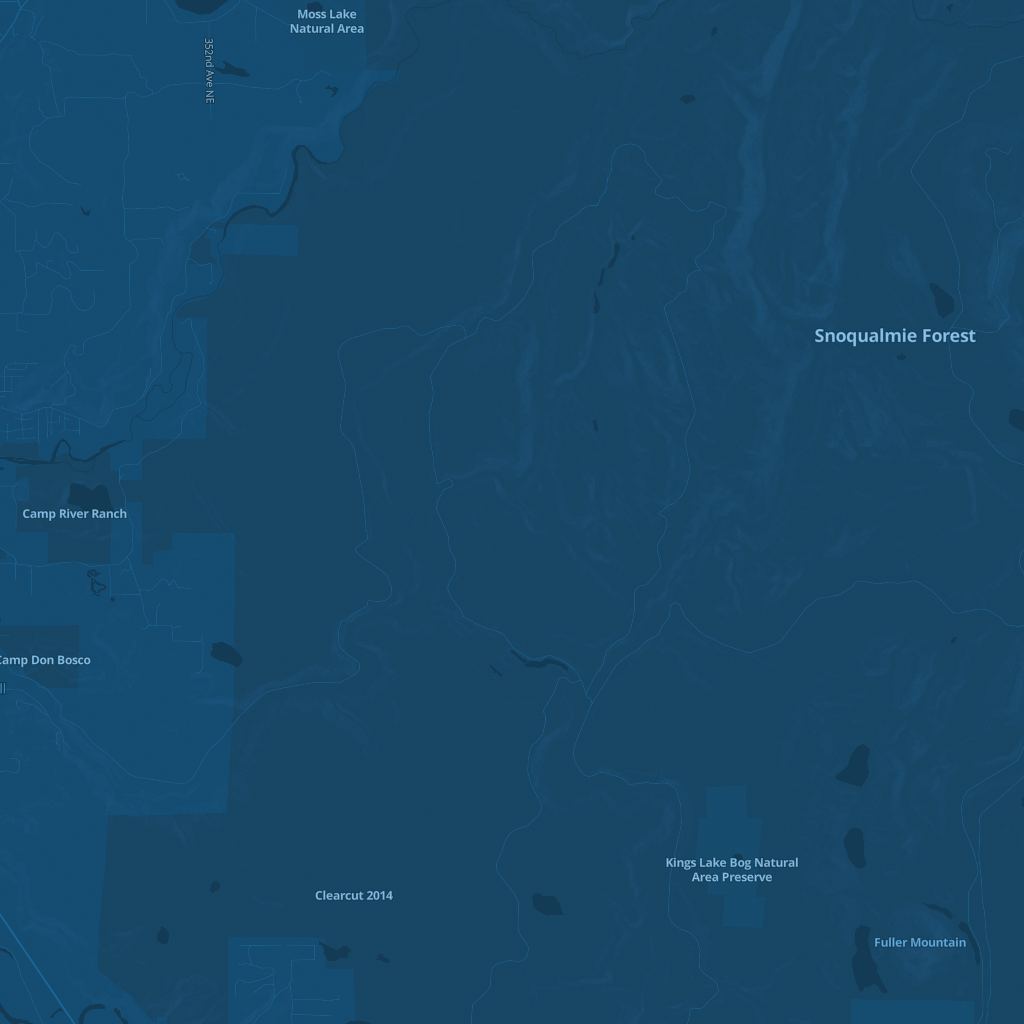 Moss Lake
Natural Area
352nd Ave NE
Snoqualmie Forest
Camp River Ranch
Camp Don Bosco
ll
Kings Lake Bog Natural
Area Preserve
Clearcut 2014
Fuller Mountain